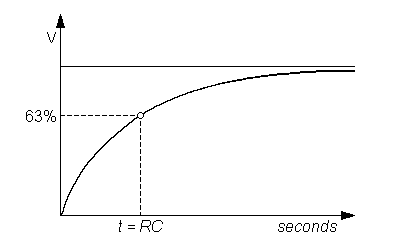 V
63%
t = RC
seconds